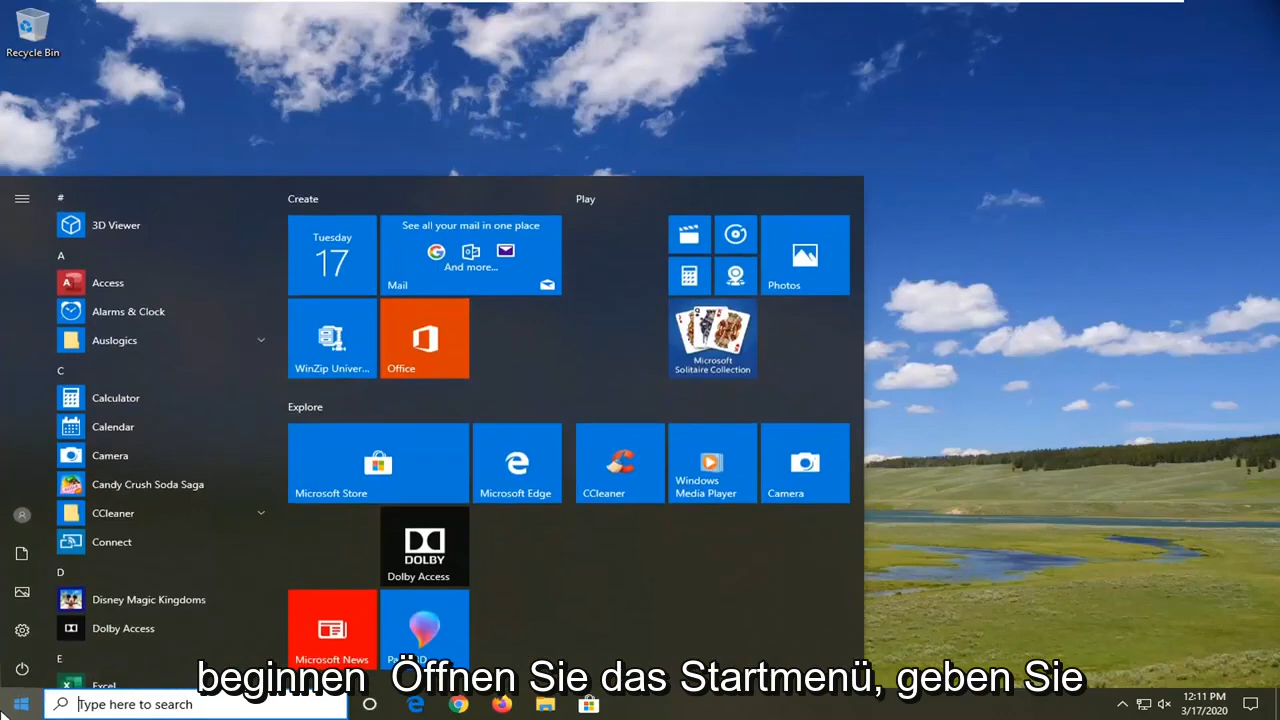 Recycle Bin
#
3D Viewer
A
Access
Alarms & Clock
Auslogics
C
Calculator
Calendar
Camera
Candy Crush Soda Saga
CCleaner
Connect
D
Disney Magic Kingdoms
Dolby Access
E
Excel
Create
Tuesday
17
See all your mail in one place
And more...
Mail
WinZip Univer...
Office
Play
Photos
Microsoft
Solitaire Collection
Explore
Microsoft Store
Microsoft Edge
CCleaner
Windows
Media Player
Camera
DOLBY
Dolby Access
Microsoft News
beginnen Öffnen Sie das Startmenü, geben Sie
Type here to search
12:11 PM
3/17/2020